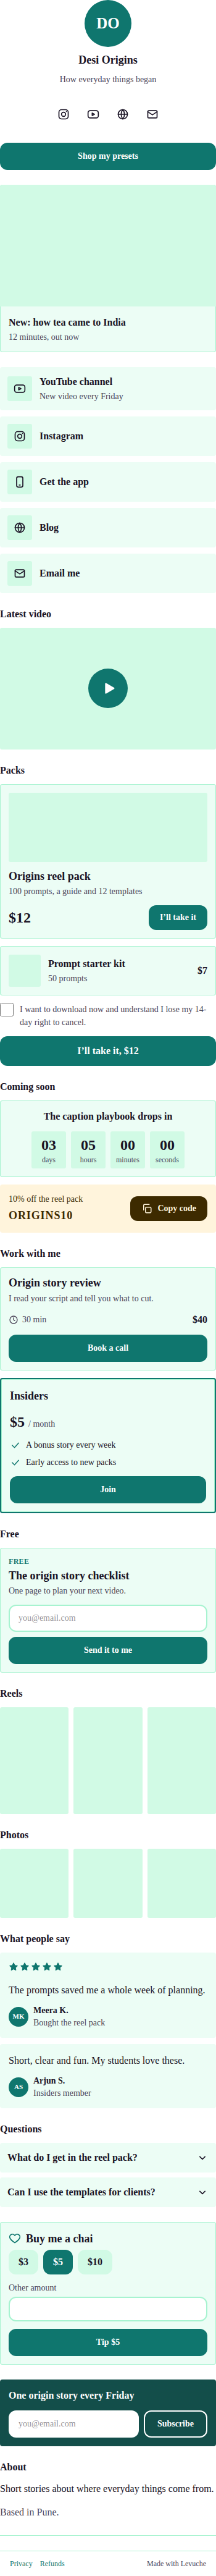 DO
Desi Origins
How everyday things began
Shop my presets
New: how tea came to India
12 minutes, out now
YouTube channel
New video every Friday
Instagram
Get the app
Blog
Email me
Latest video
Packs
Origins reel pack
100 prompts, a guide and 12 templates
$12
I'll take it
Prompt starter kit
50 prompts
$7
I want to download now and understand I lose my 14-
day right to cancel.
I'll take it, $12
Coming soon
The caption playbook drops in
03 05 00 00
days hours minutes seconds
10% off the reel pack
ORIGINS10
Copy code
Work with me
Origin story review
I read your script and tell you what to cut.
30 min
$40
Book a call
Insiders
$5 / month
A bonus story every week
Early access to new packs
Join
Free
FREE
The origin story checklist
One page to plan your next video.
you@email.com
Send it to me
Reels
Photos
What people say
The prompts saved me a whole week of planning.
MK
Meera K.
Bought the reel pack
Short, clear and fun. My students love these.
AS
Arjun S.
Insiders member
Questions
What do I get in the reel pack?
Can I use the templates for clients?
Buy me a chai
$3 $5 $10
Other amount
Tip $5
One origin story every Friday
you@email.com
Subscribe
About
Short stories about where everyday things come from.
Based in Pune.
Privacy Refunds
Made with Levuche